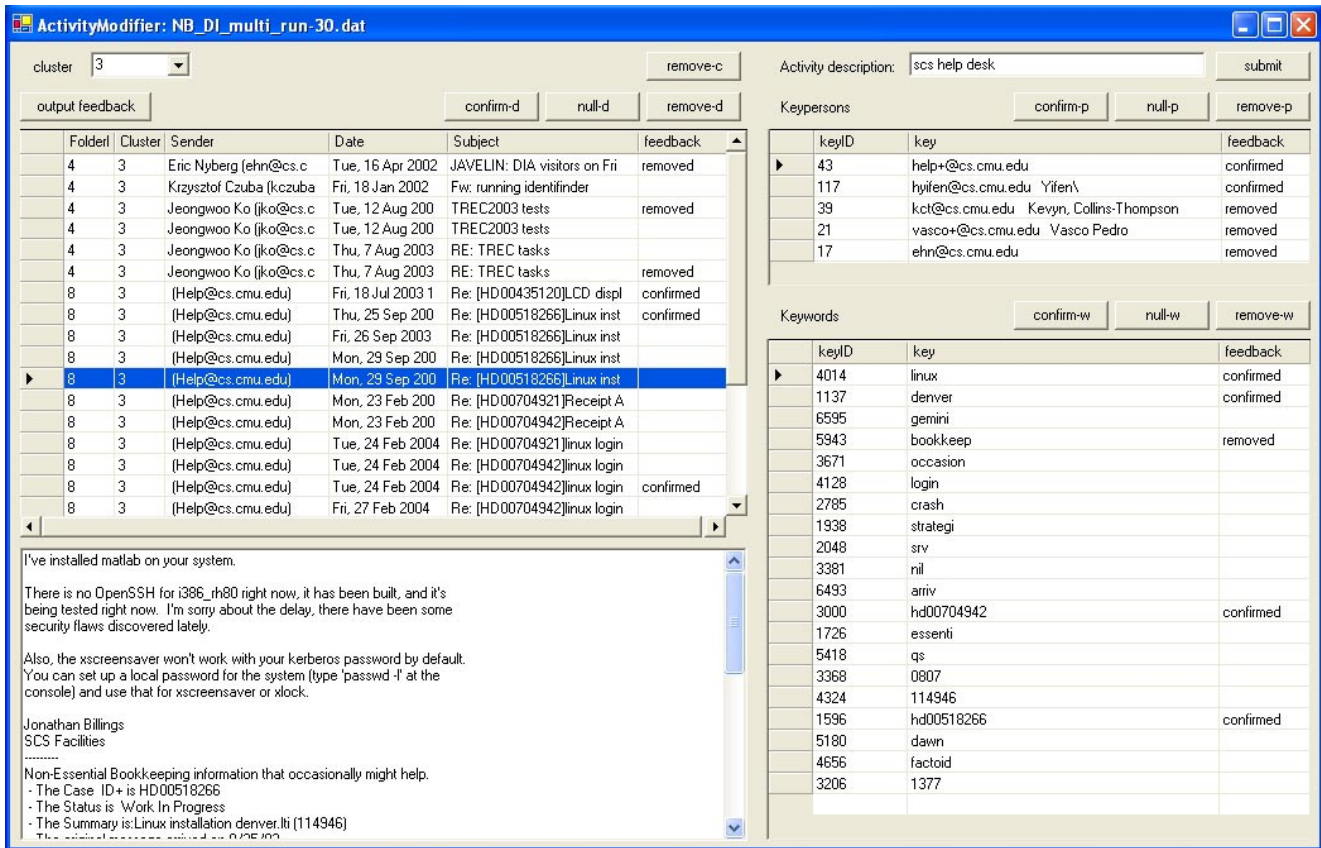 ActivityModifier: NB_DI_multi_run-30.dat
cluster 3 remove-c
output feedback confirm-d null-d remove-d
FolderI Cluster Sender Date Subject feedback
4 3 Eric Nyberg (ehn@cs.c Tue, 16 Apr 2002 JAVELIN: DIA visitors on Fri removed
4 3 Krzysztof Czuba (kczuba Fri, 18 Jan 2002 Fw: running identifinder
4 3 Jeongwoo Ko (jko@cs.c Tue, 12 Aug 200 TREC2003 tests removed
4 3 Jeongwoo Ko (jko@cs.c Tue, 12 Aug 200 TREC2003 tests
4 3 Jeongwoo Ko (jko@cs.c Thu, 7 Aug 2003 RE: TREC tasks
4 3 Jeongwoo Ko (jko@cs.c Thu, 7 Aug 2003 RE: TREC tasks removed
8 3 (Help@cs.cmu.edu) Fri, 18 Jul 2003 1 Re: [HD00435120]LCD displ confirmed
8 3 (Help@cs.cmu.edu) Thu, 25 Sep 200 Re: [HD00518266]Linux inst confirmed
8 3 (Help@cs.cmu.edu) Fri, 26 Sep 2003 Re: [HD00518266]Linux inst
8 3 (Help@cs.cmu.edu) Mon, 29 Sep 200 Re: [HD00518266]Linux inst
8 3 (Help@cs.cmu.edu) Mon, 29 Sep 200 Re: [HD00518266]Linux inst
8 3 (Help@cs.cmu.edu) Mon, 23 Feb 200 Re: [HD00704921]Receipt A
8 3 (Help@cs.cmu.edu) Mon, 23 Feb 200 Re: [HD00704942]Receipt A
8 3 (Help@cs.cmu.edu) Tue, 24 Feb 2004 Re: [HD00704921]linux login
8 3 (Help@cs.cmu.edu) Tue, 24 Feb 2004 Re: [HD00704942]linux login
8 3 (Help@cs.cmu.edu) Tue, 24 Feb 2004 Re: [HD00704942]linux login confirmed
8 3 (Help@cs.cmu.edu) Fri, 27 Feb 2004 Re: [HD00704942]linux login
I've installed matlab on your system.
There is no OpenSSH for i386_rh80 right now, it has been built, and it's
being tested right now. I'm sorry about the delay, there have been some
security flaws discovered lately.
Also, the xscreensaver won't work with your kerberos password by default.
You can set up a local password for the system (type 'passwd -l' at the
console) and use that for xscreensaver or xlock.
Jonathan Billings
SCS Facilities
---------
Non-Essential Bookkeeping information that occasionally might help.
- The Case ID+ is HD00518266
- The Status is Work In Progress
- The Summary is:Linux installation denver.lti (114946)
Activity description: scs help desk submit
Keypersons confirm-p null-p remove-p
keyID key feedback
43 help+@cs.cmu.edu confirmed
117 hyifen@cs.cmu.edu Yifen\ confirmed
39 kct@cs.cmu.edu Kevyn, Collins-Thompson removed
21 vasco+@cs.cmu.edu Vasco Pedro removed
17 ehn@cs.cmu.edu removed
Keywords confirm-w null-w remove-w
keyID key feedback
4014 linux confirmed
1137 denver confirmed
6595 gemini
5943 bookkeep removed
3671 occasion
4128 login
2785 crash
1938 strategi
2048 srv
3381 nil
6493 arriv
3000 hd00704942 confirmed
1726 essenti
5418 qs
3368 0807
4324 114946
1596 hd00518266 confirmed
5180 dawn
4656 factoid
3206 1377